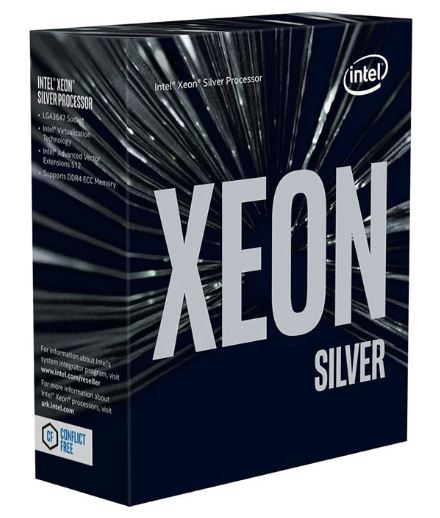 INTEL® XEON®
SILVER PROCESSOR
• LGA3647 Socket
• Intel® Virtualization
Technology
• Intel® Advanced Vector
Extensions 512
• Supports DDR4 ECC Memory
For information about Intel's
system integrator program, visit
www.intel.com/reseller
For more information about
Intel® Xeon® processors, visit
ark.intel.com
CF
CONFLICT
FREE
Intel® Xeon® Silver Processor
intel®
XEON
SILVER